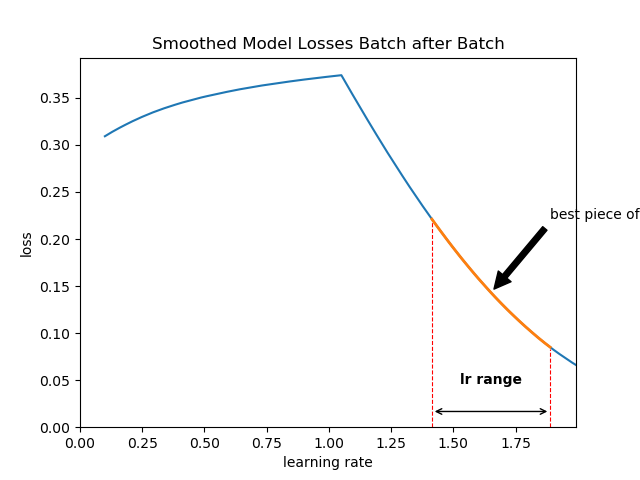 Smoothed Model Losses Batch after Batch
loss
0.35
0.30
0.25
0.20
0.15
0.10
0.05
0.00
best piece of
lr range
0.00 0.25 0.50 0.75 1.00 1.25 1.50 1.75
learning rate